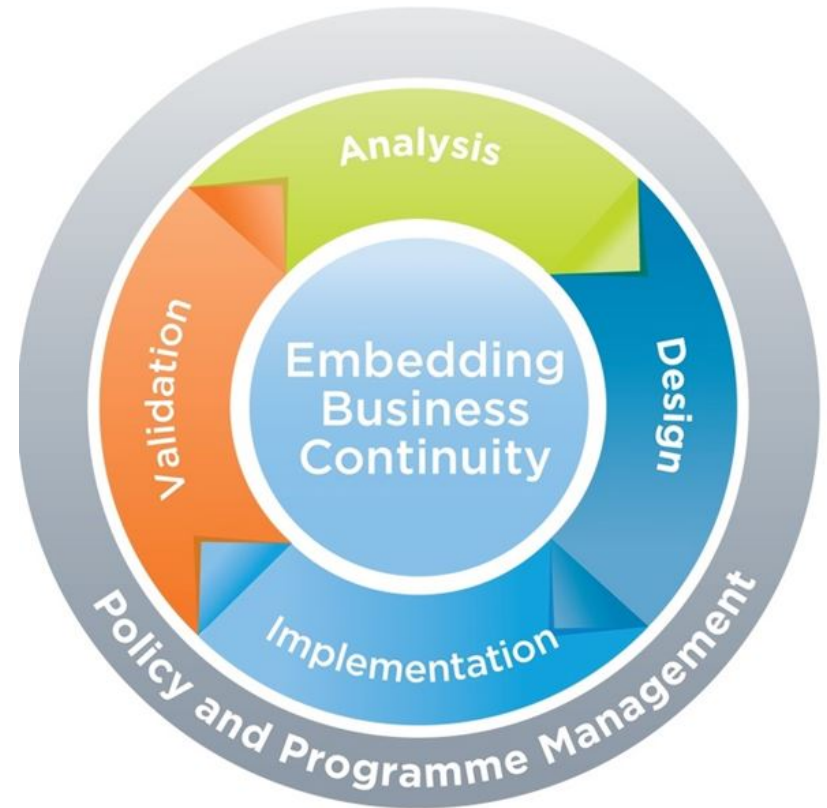 Analysis
Design
Implementation
Validation
Embedding
Business
Continuity
Policy and Programme Management